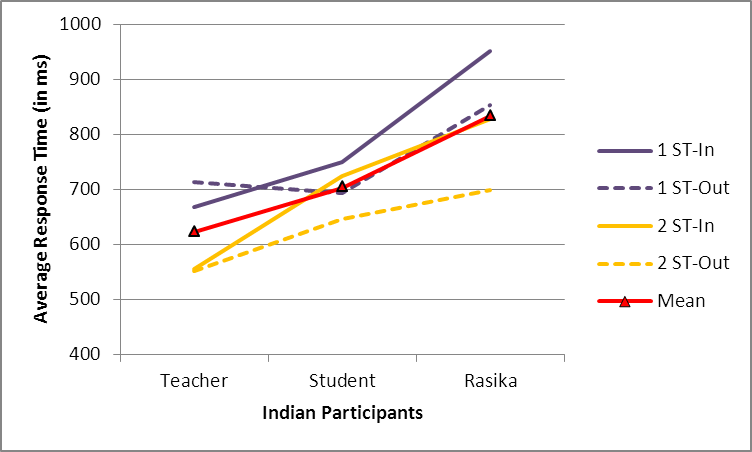 1000
900
800
700
600
500
400
Average Response Time (in ms)
Teacher
Student
Rasika
Indian Participants
1 ST-In
1 ST-Out
2 ST-In
2 ST-Out
Mean